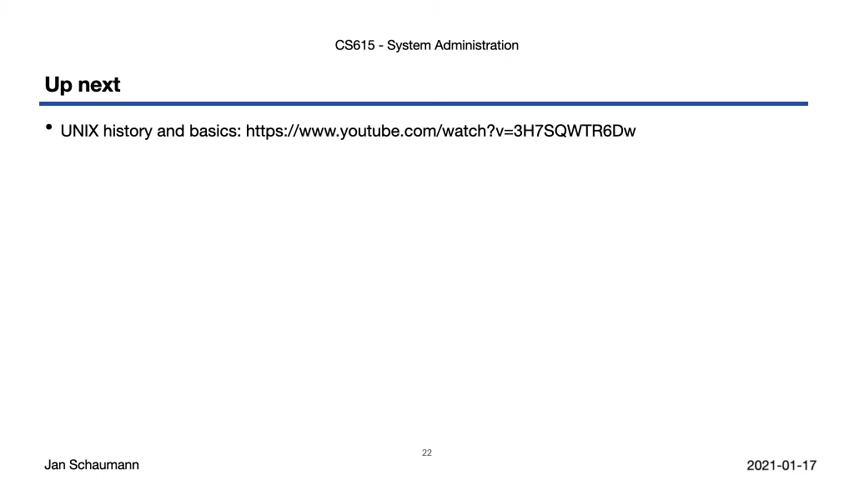 CS615 - System Administration
Up next
• UNIX history and basics: https://www.youtube.com/watch?v=3H7SQWTR6Dw
22
Jan Schaumann
2021-01-17